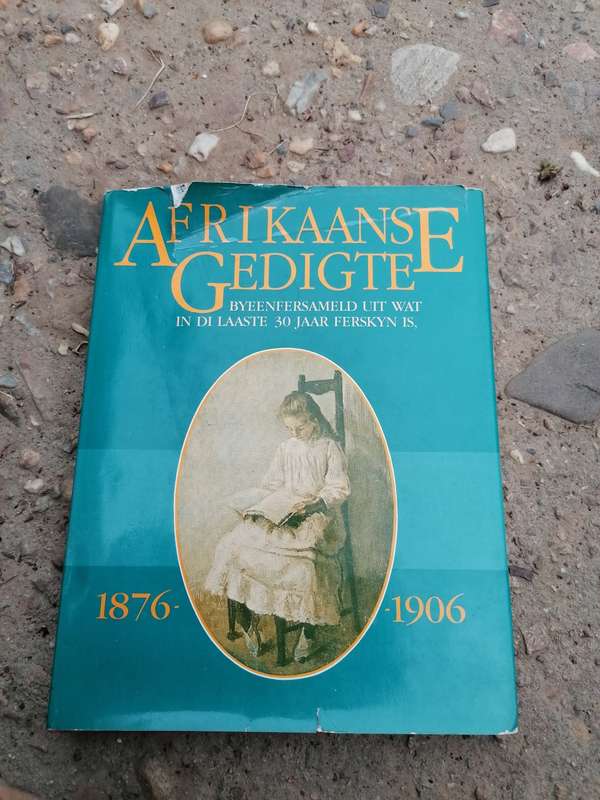 AFRIKAANSE
GEDIGTE
BYEENFERSAMELD UIT WAT
IN DI LAASTE 30 JAAR FERSKYN IS,
1876- -1906